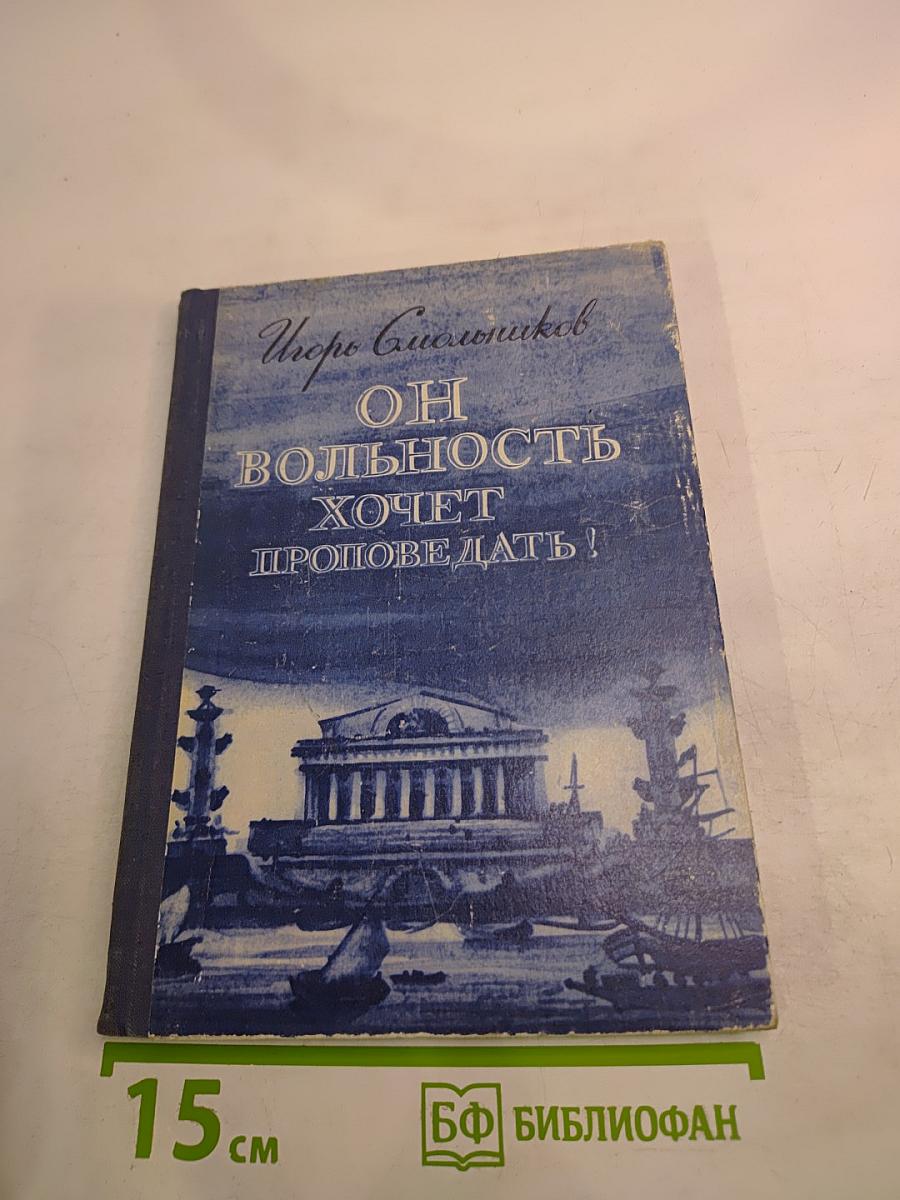 Игорь Смольников
ОН
ВОЛЬНОСТЬ
ХОЧЕТ
ПРОПОВЕДАТЬ!
15 см
БФ БИБЛИОФАН